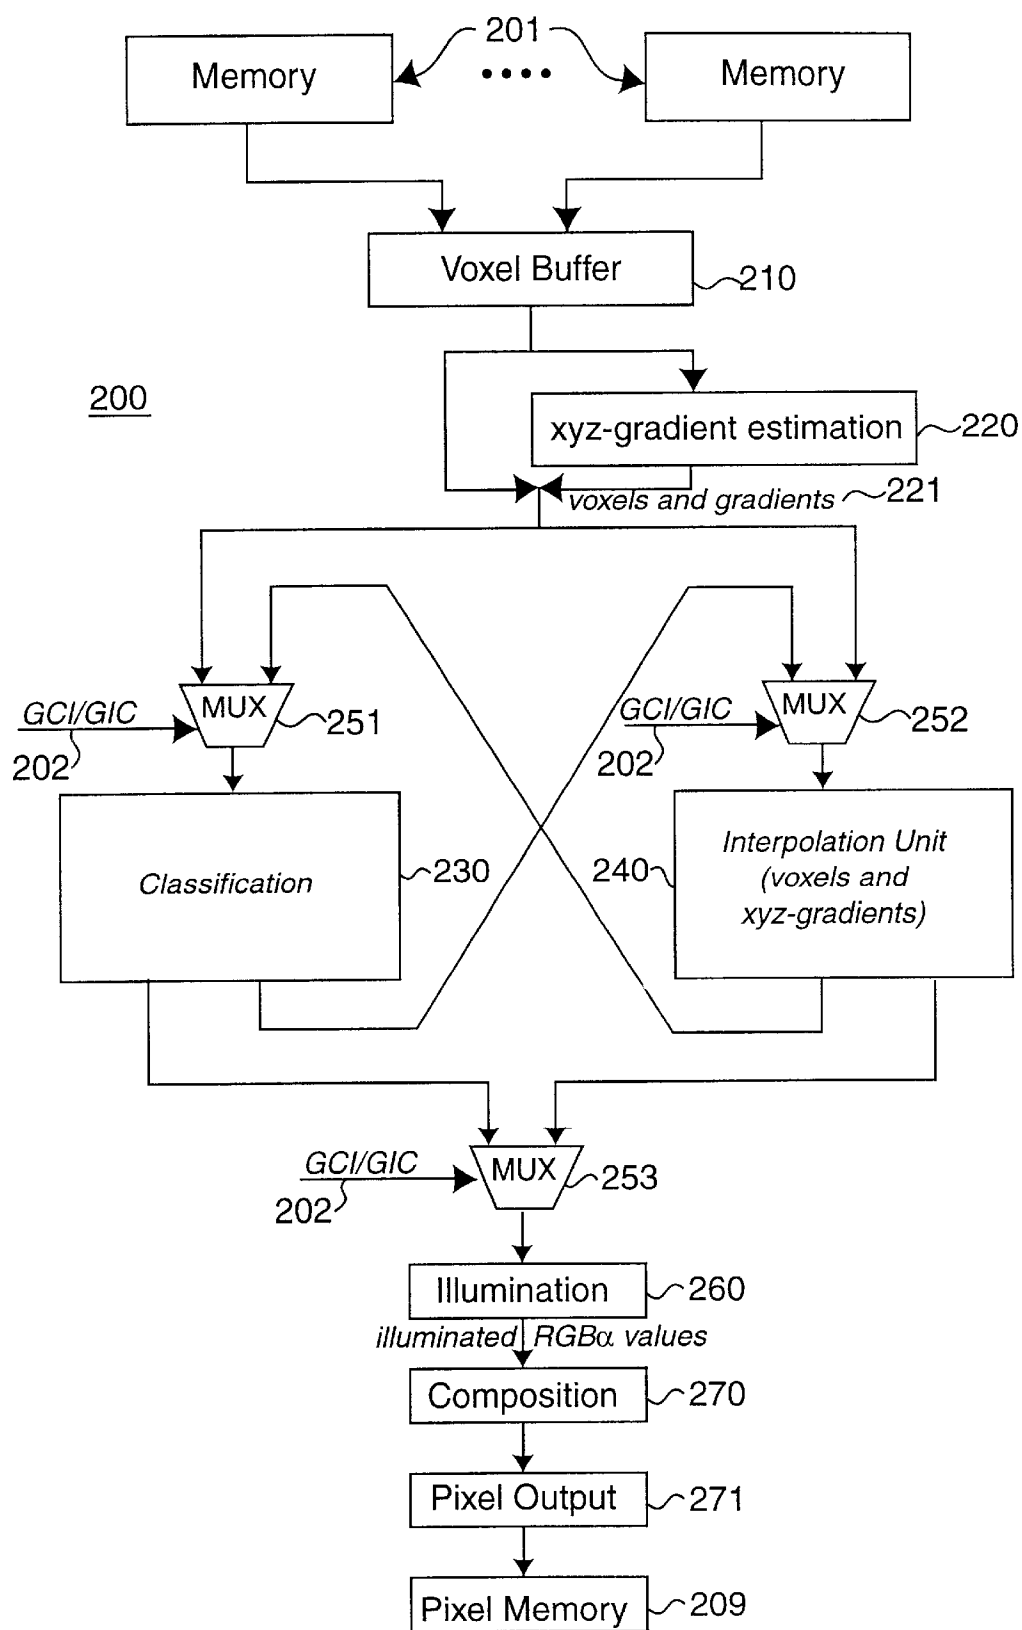 201
Memory
Memory
Voxel Buffer
210
200
xyz-gradient estimation
220
voxels and gradients
221
GCI/GIC
MUX
251
202
GCI/GIC
MUX
252
202
Classification
230
240
Interpolation Unit
(voxels and
xyz-gradients)
GCI/GIC
MUX
253
202
Illumination
260
illuminated RGBα values
Composition
270
Pixel Output
271
Pixel Memory
209